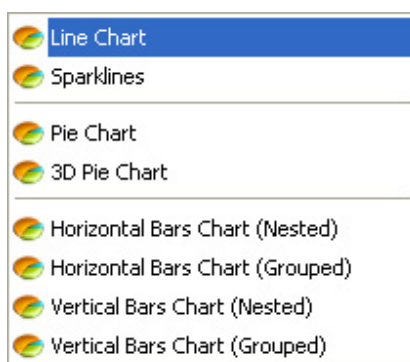 Line Chart
Sparklines
Pie Chart
3D Pie Chart
Horizontal Bars Chart (Nested)
Horizontal Bars Chart (Grouped)
Vertical Bars Chart (Nested)
Vertical Bars Chart (Grouped)